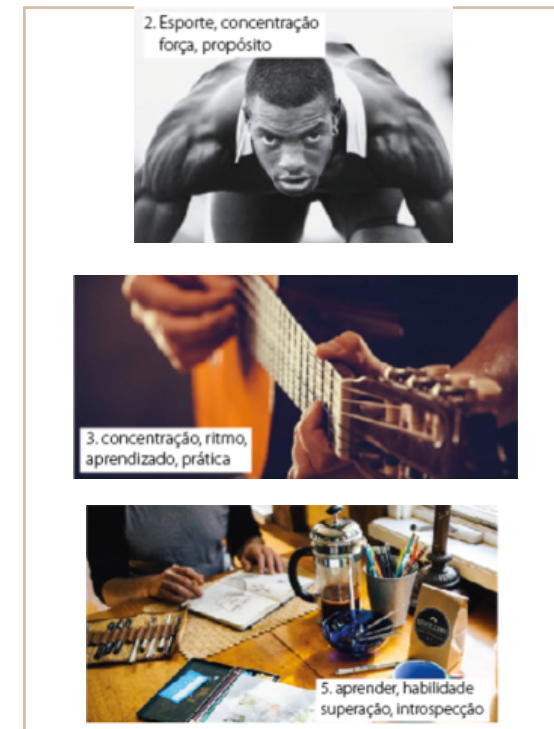 2. Esporte, concentração
força, propósito
3. concentração, ritmo,
aprendizado, prática
5. aprender, habilidade
superação, introspecção